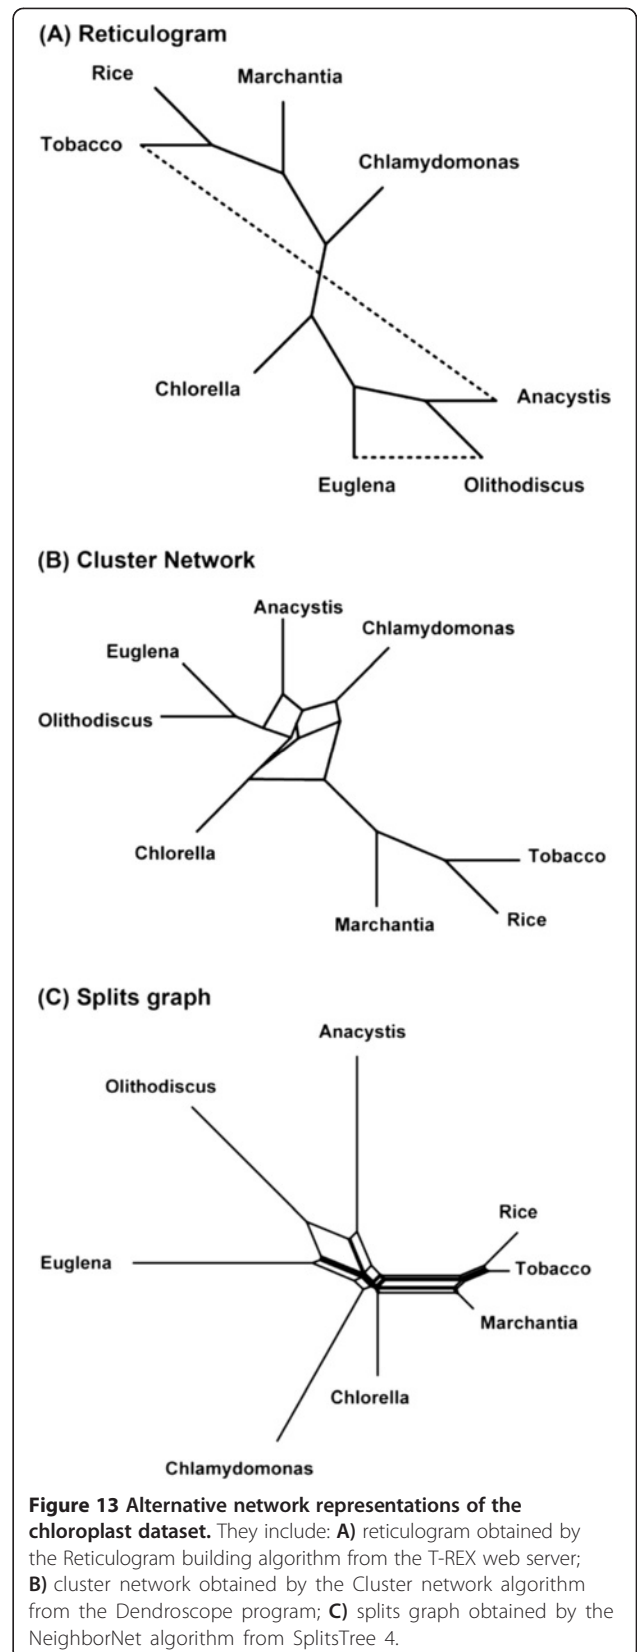 (A) Reticulogram
Rice
Marchantia
Tobacco
Chlamydomonas
Chlorella
Anacystis
Euglena
Olithodiscus
(B) Cluster Network
Anacystis
Chlamydomonas
Euglena
Olithodiscus
Chlorella
Tobacco
Marchantia
Rice
(C) Splits graph
Anacystis
Olithodiscus
Rice
Euglena
Tobacco
Marchantia
Chlorella
Chlamydomonas
Figure 13 Alternative network representations of the
chloroplast dataset. They include: A) reticulogram obtained by
the Reticulogram building algorithm from the T-REX web server;
B) cluster network obtained by the Cluster network algorithm
from the Dendroscope program; C) splits graph obtained by the
NeighborNet algorithm from SplitsTree 4.